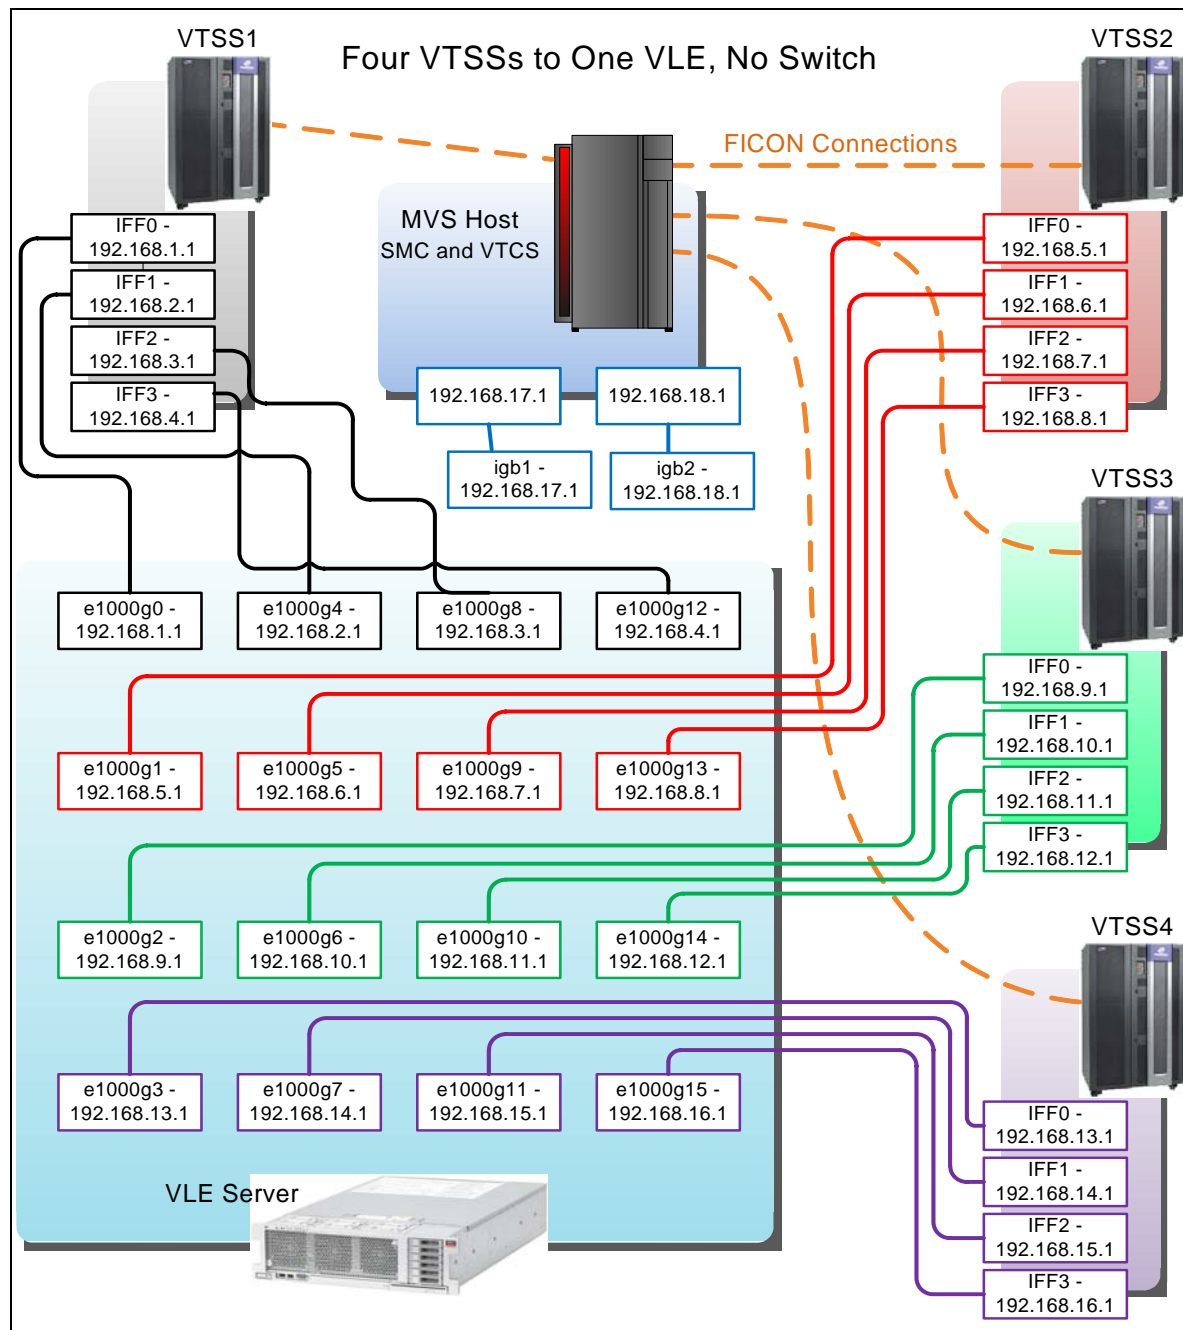 VTSS1
Four VTSSs to One VLE, No Switch
VTSS2
FICON Connections
MVS Host
SMC and VTCS
IFF0 -
192.168.1.1
IFF1 -
192.168.2.1
IFF2 -
192.168.3.1
IFF3 -
192.168.4.1
IFF0 -
192.168.5.1
IFF1 -
192.168.6.1
IFF2 -
192.168.7.1
IFF3 -
192.168.8.1
192.168.17.1
192.168.18.1
igb1 -
192.168.17.1
igb2 -
192.168.18.1
VTSS3
e1000g0 -
192.168.1.1
e1000g4 -
192.168.2.1
e1000g8 -
192.168.3.1
e1000g12 -
192.168.4.1
IFF0 -
192.168.9.1
IFF1 -
192.168.10.1
IFF2 -
192.168.11.1
IFF3 -
192.168.12.1
e1000g1 -
192.168.5.1
e1000g5 -
192.168.6.1
e1000g9 -
192.168.7.1
e1000g13 -
192.168.8.1
e1000g2 -
192.168.9.1
e1000g6 -
192.168.10.1
e1000g10 -
192.168.11.1
e1000g14 -
192.168.12.1
VTSS4
e1000g3 -
192.168.13.1
e1000g7 -
192.168.14.1
e1000g11 -
192.168.15.1
e1000g15 -
192.168.16.1
IFF0 -
192.168.13.1
IFF1 -
192.168.14.1
IFF2 -
192.168.15.1
IFF3 -
192.168.16.1
VLE Server